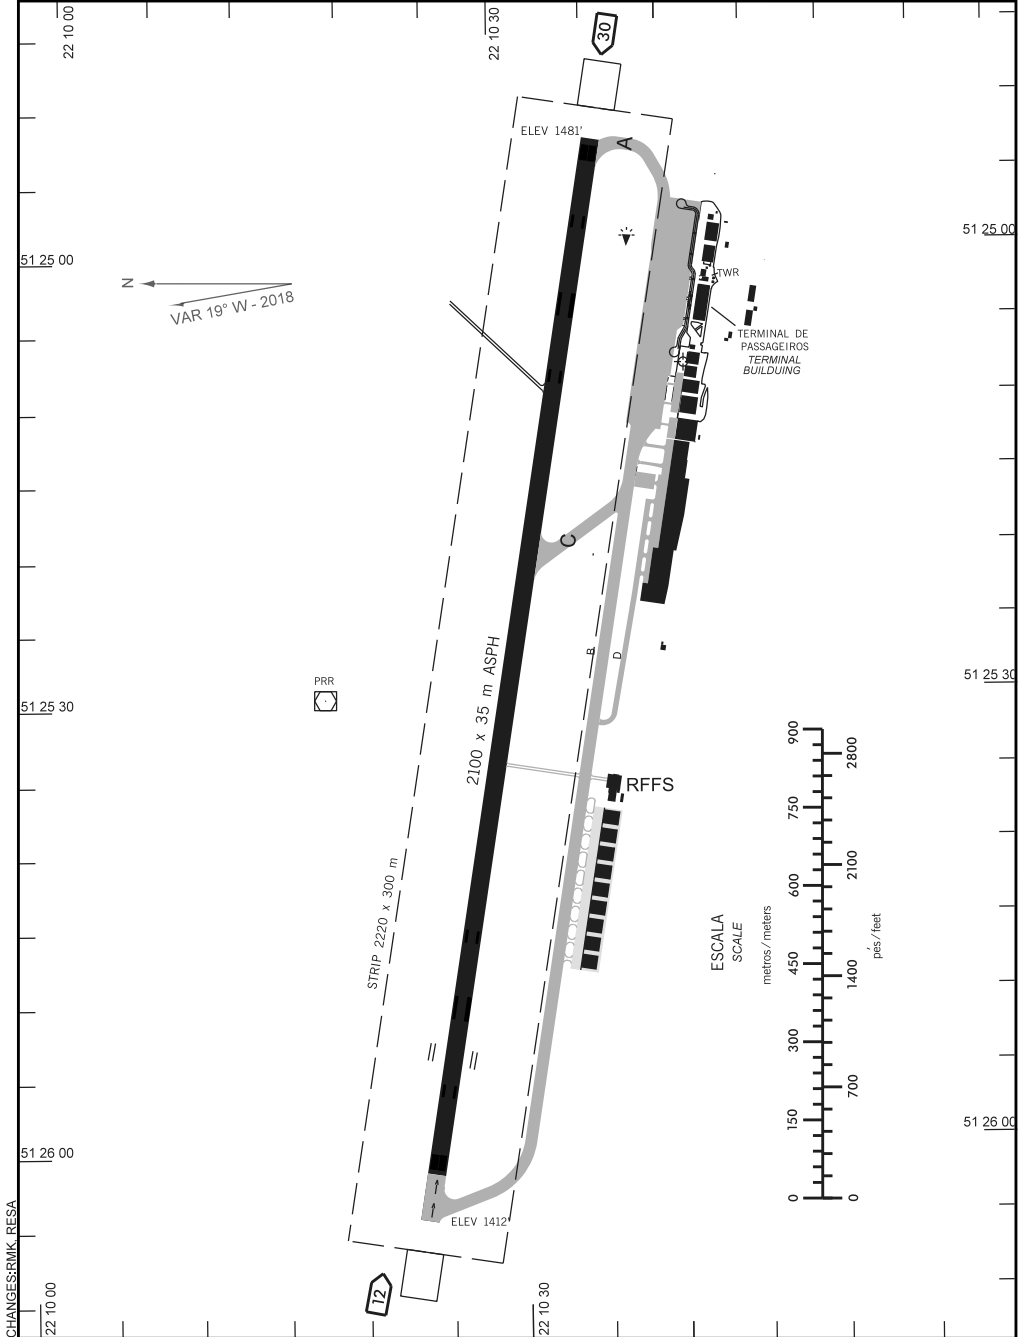 22 10 00
22 10 30
30
ELEV 1481'
A
51 25 00
51 25 00
N
VAR 19° W - 2018
TWR
TERMINAL DE
PASSAGEIROS
TERMINAL
BUILDUING
A
C
B
D
2100 x 35 m ASPH
PRR
51 25 30
51 25 30
RFFS
STRIP 2220 x 300 m
ESCALA
SCALE
metros/meters
0 150 300 450 600 750 900
0 700 1400 2100 2800
pés/feet
51 26 00
51 26 00
ELEV 1412'
12
22 10 00
22 10 30
CHANGES:RMK, RESA